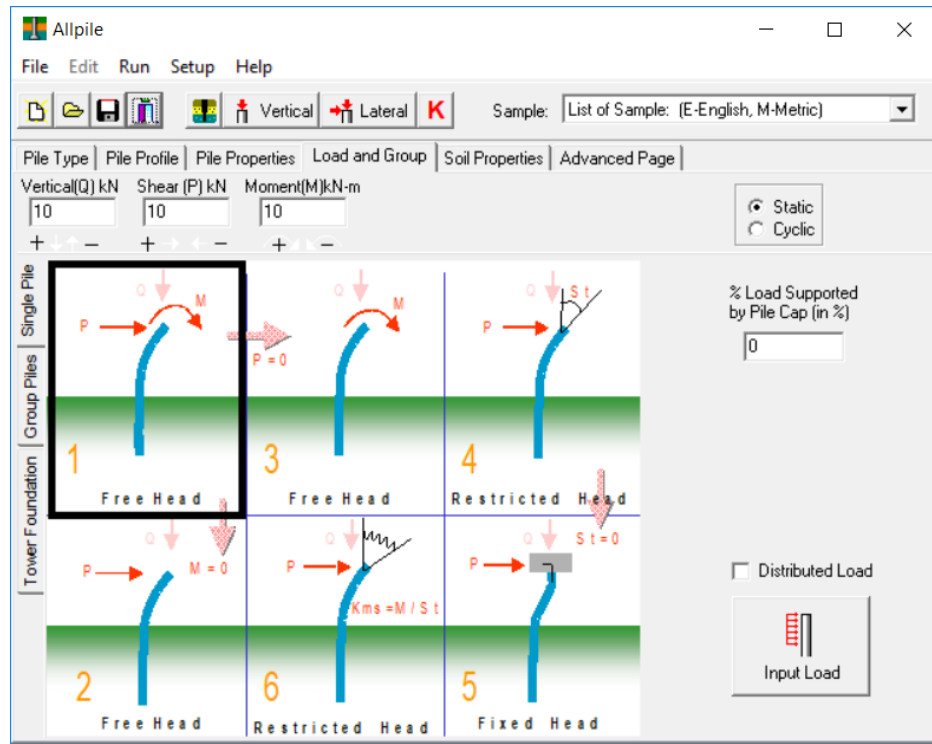 Allpile
File Edit Run Setup Help
Vertical Lateral K Sample: List of Sample: (E-English, M-Metric)
Pile Type Pile Profile Pile Properties Load and Group Soil Properties Advanced Page
Vertical(Q) kN Shear (P) kN Moment(M)kN-m
10 10 10
+ − + − + −
Static
Cyclic
Single Pile
Group Piles
Tower Foundation
Q M P
1
Free Head
P = 0
Q M
3
Free Head
Q S t P
4
Restricted Head
M = 0
Q P
2
Free Head
Q P
Kms = M / S t
6
Restricted Head
S t = 0
Q P
5
Fixed Head
% Load Supported
by Pile Cap (in %)
0
Distributed Load
Input Load